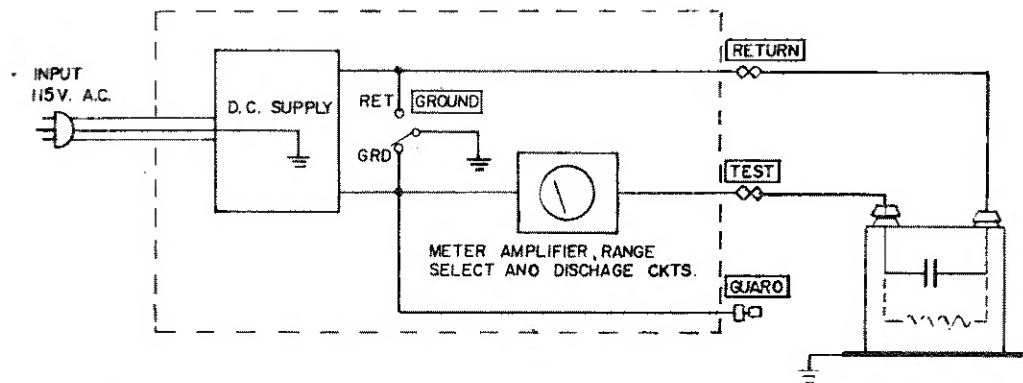 INPUT
115V. A.C.
D.C. SUPPLY
RET
GROUND
GRD
RETURN
TEST
METER AMPLIFIER, RANGE
SELECT ANO DISCHAGE CKTS.
GUARO